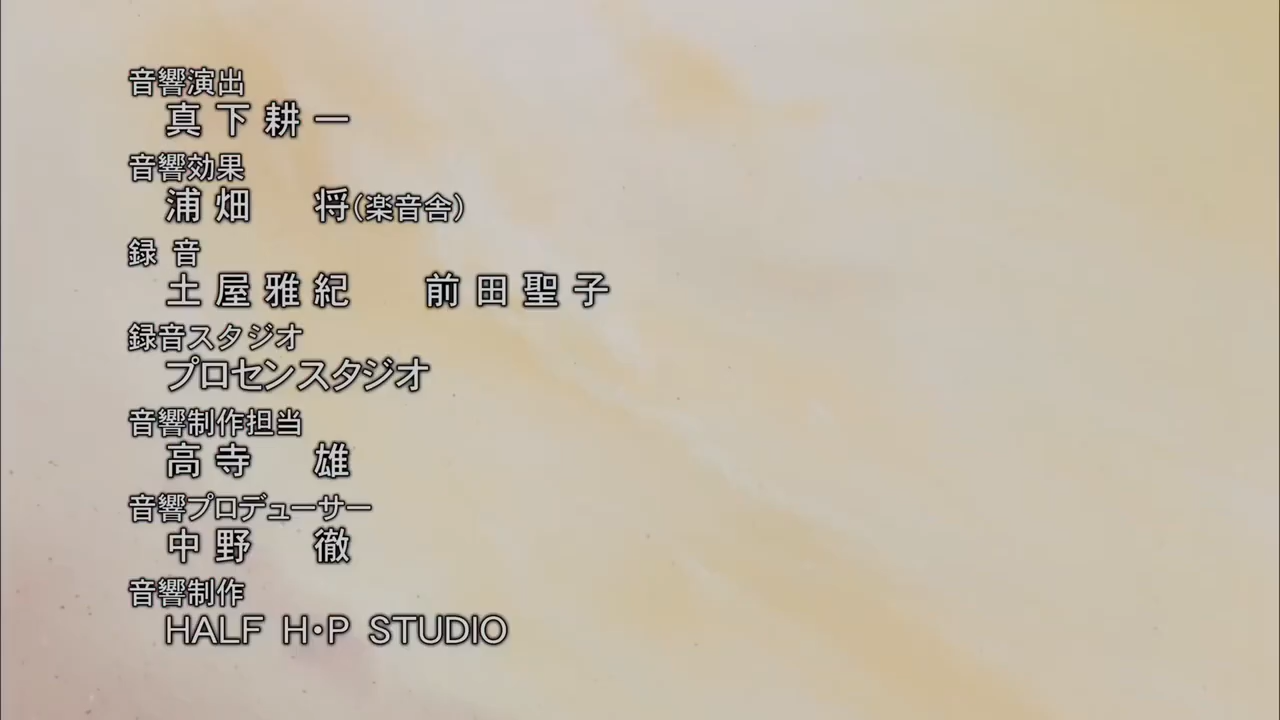 音響演出
真下耕一
音響効果
浦畑　将(楽音舎)
録音
土屋雅紀　前田聖子
録音スタジオ
プロセンスタジオ
音響制作担当
高寺　雄
音響プロデューサー
中野　徹
音響制作
HALF H・P STUDIO